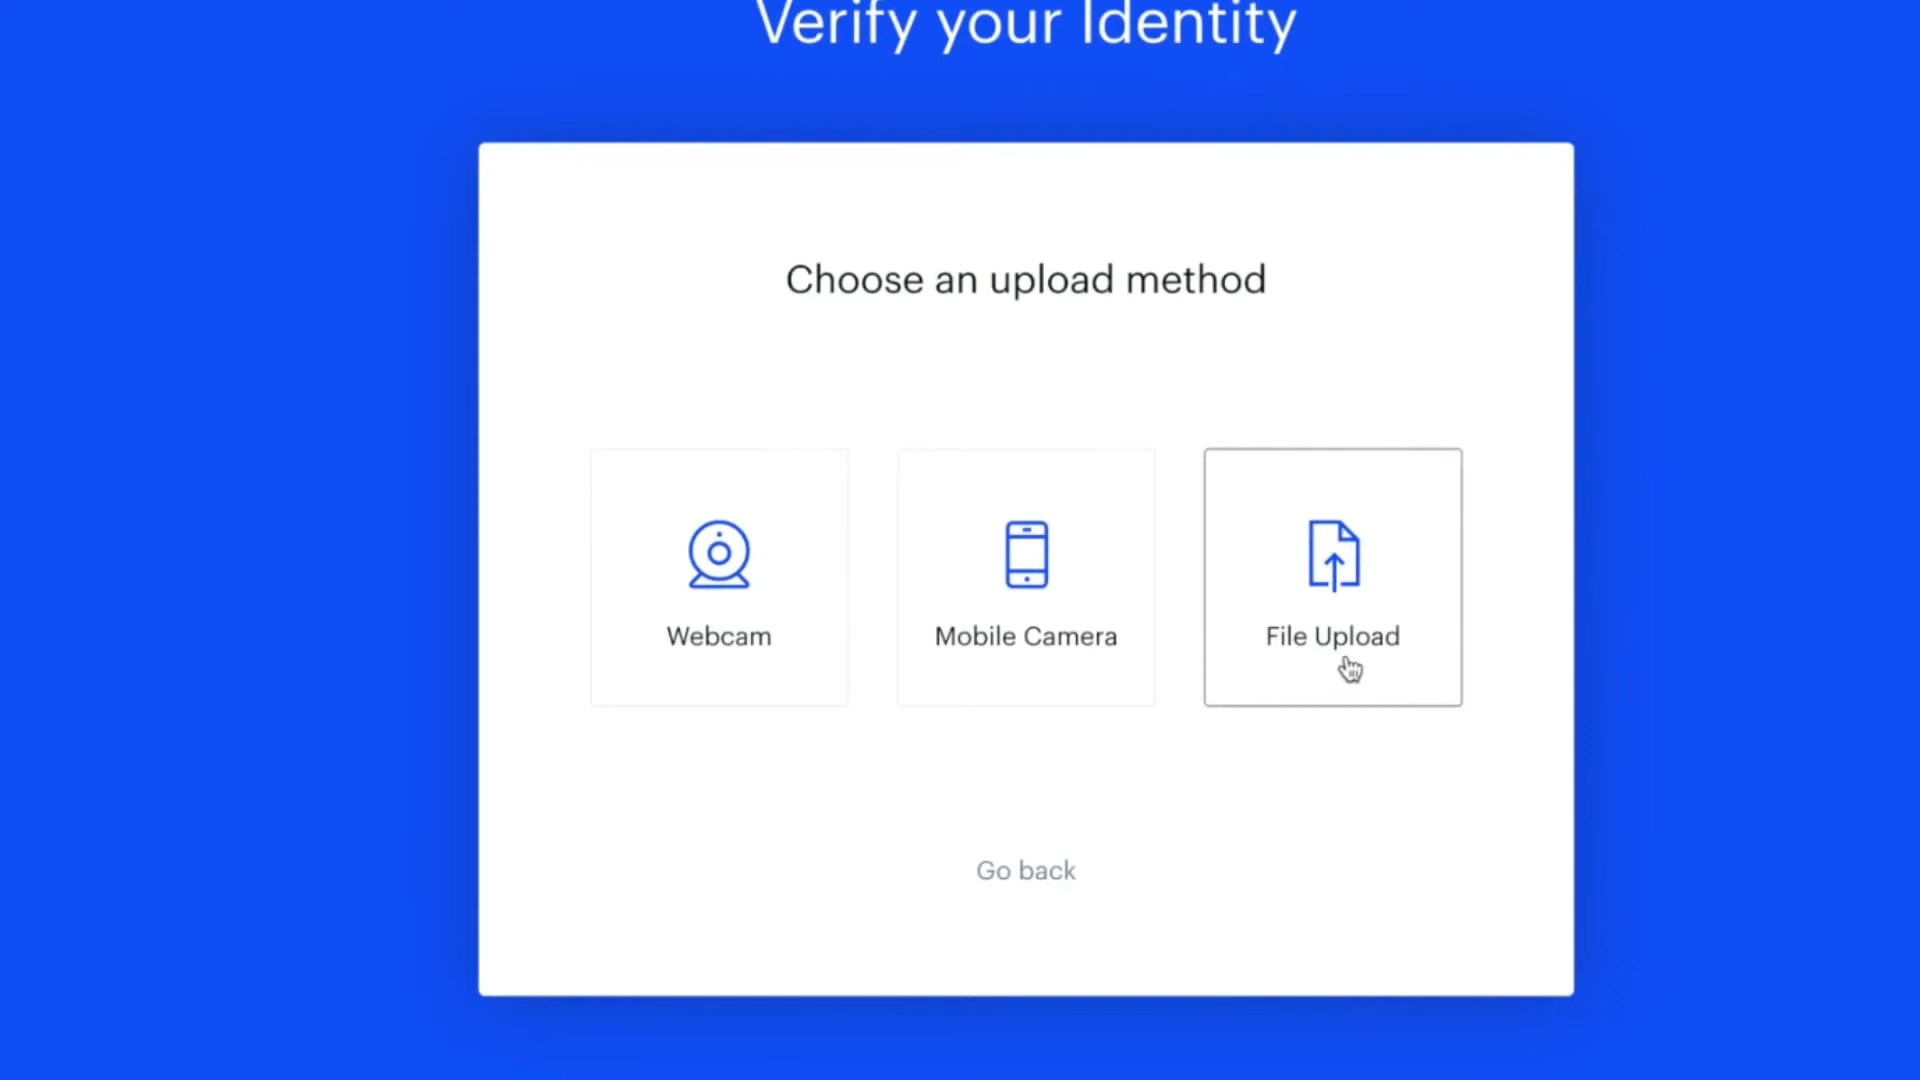 Verify your Identity
Choose an upload method
Webcam
Mobile Camera
File Upload
Go back